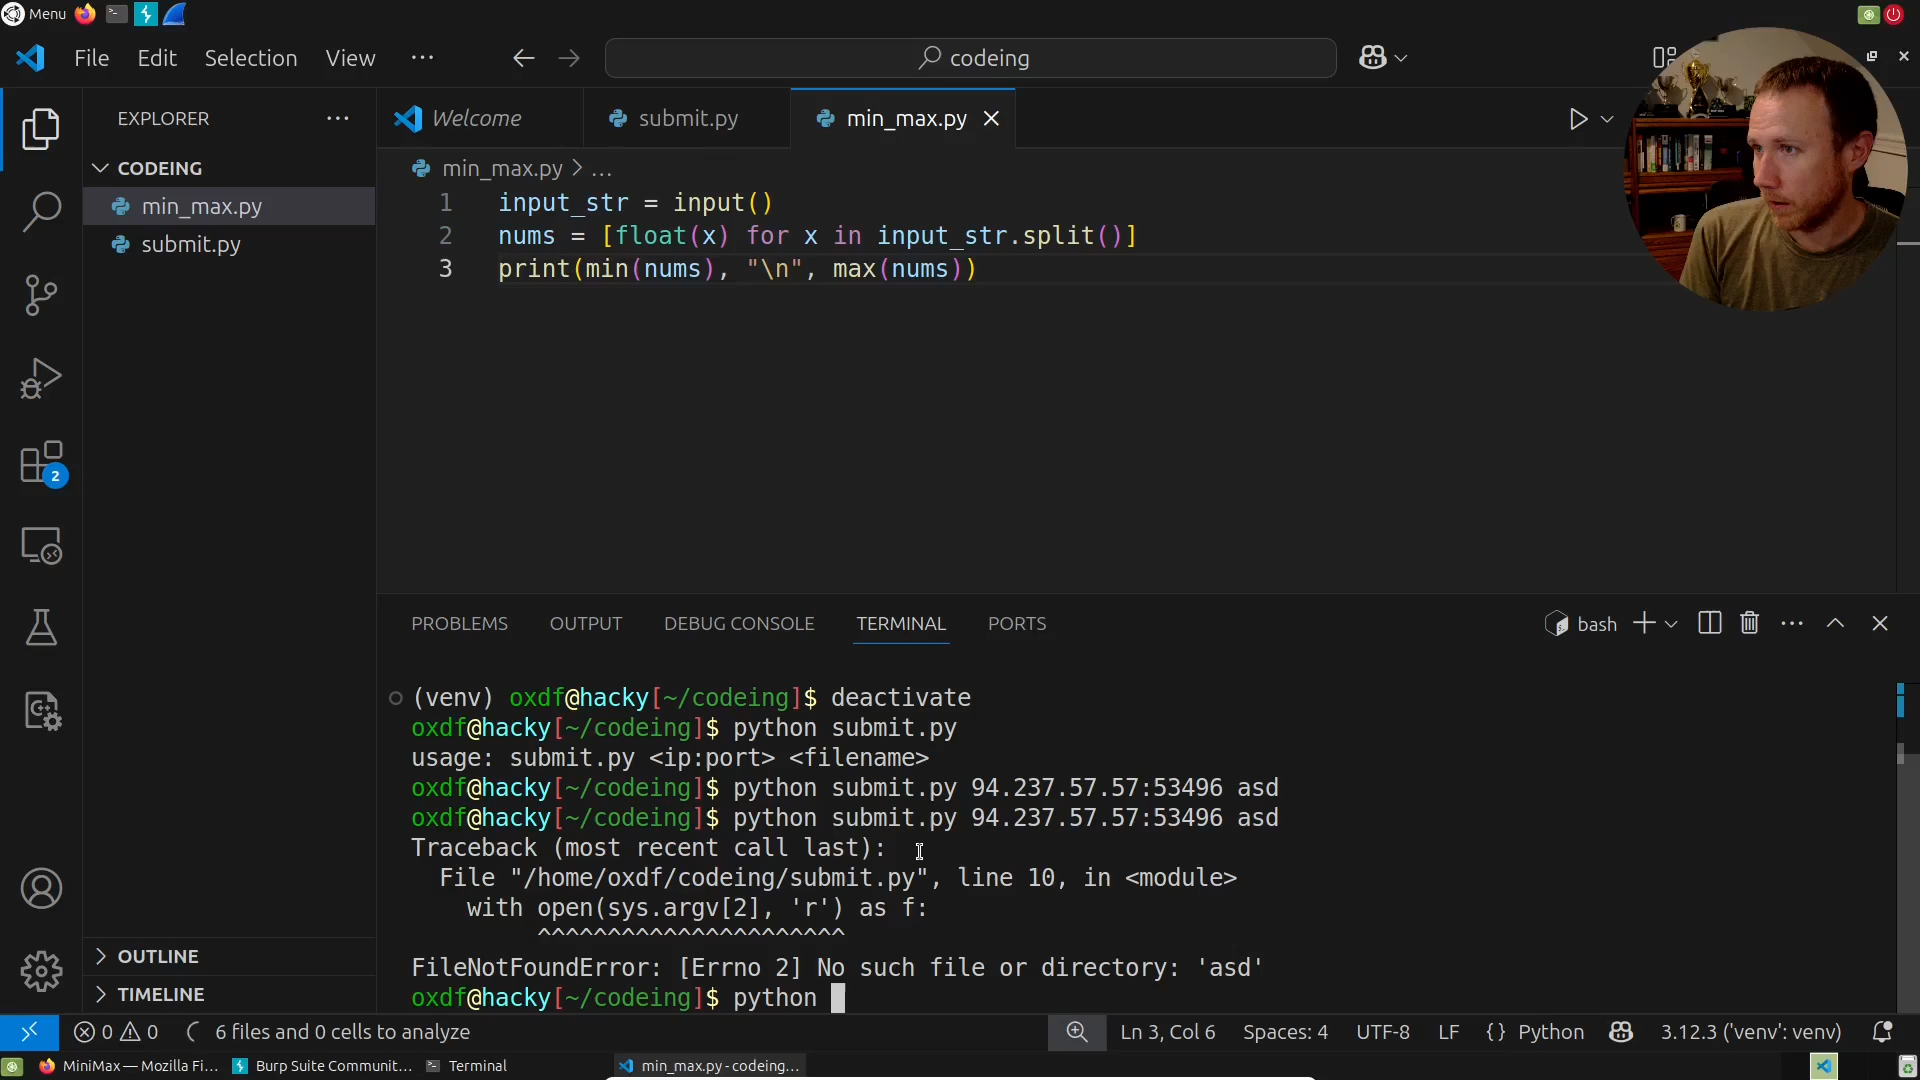 Menu
File Edit Selection View ...
codeing
EXPLORER ...
Welcome
submit.py
min_max.py
CODEING
min_max.py
submit.py
min_max.py > ...
1 input_str = input()
2 nums = [float(x) for x in input_str.split()]
3 print(min(nums), "\n", max(nums))
2
PROBLEMS OUTPUT DEBUG CONSOLE TERMINAL PORTS
bash
(venv) oxdf@hacky[~/codeing]$ deactivate
oxdf@hacky[~/codeing]$ python submit.py
usage: submit.py <ip:port> <filename>
oxdf@hacky[~/codeing]$ python submit.py 94.237.57.57:53496 asd
oxdf@hacky[~/codeing]$ python submit.py 94.237.57.57:53496 asd
Traceback (most recent call last):
  File "/home/oxdf/codeing/submit.py", line 10, in <module>
    with open(sys.argv[2], 'r') as f:
         ^^^^^^^^^^^^^^^^^^^^^^
FileNotFoundError: [Errno 2] No such file or directory: 'asd'
oxdf@hacky[~/codeing]$ python
OUTLINE
TIMELINE
0 0 6 files and 0 cells to analyze
Ln 3, Col 6 Spaces: 4 UTF-8 LF {} Python 3.12.3 ('venv': venv)
MiniMax — Mozilla Fi... Burp Suite Communit... Terminal min_max.py - codeing...